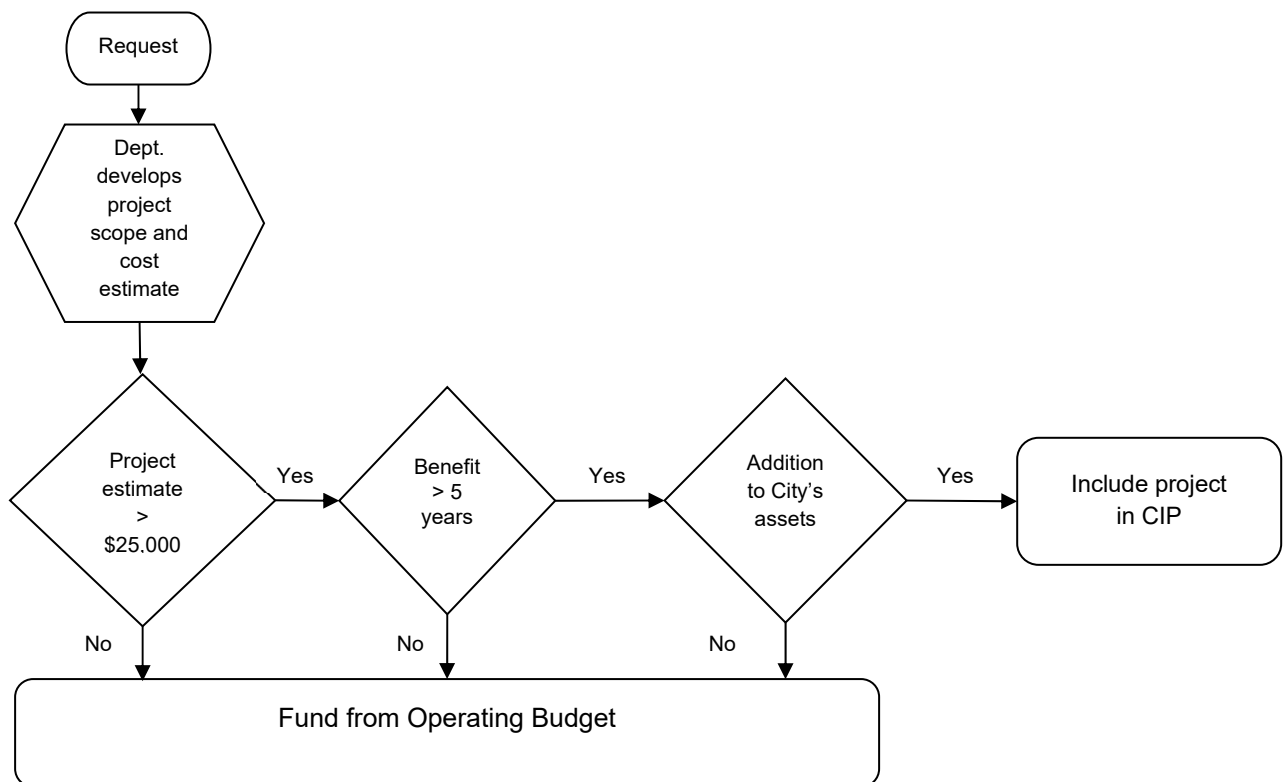 Request
Dept.
develops
project
scope and
cost
estimate
Project
estimate
>
$25,000
Yes
Benefit
> 5
years
Yes
Addition
to City’s
assets
Yes
Include project
in CIP
No
No
No
Fund from Operating Budget